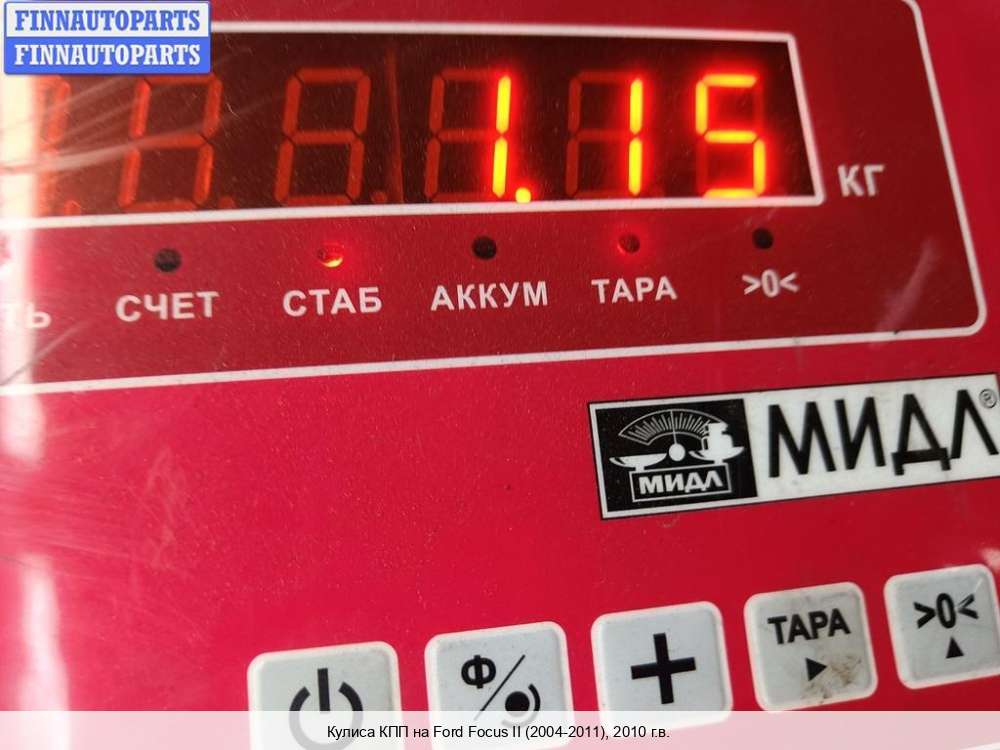 FINNAUTOPARTS
FINNAUTOPARTS
1.15
КГ
СЧЕТ СТАБ АККУМ ТАРА >0<
МИДЛ
МИДЛ®
Ф
+
ТАРА
>0<
Кулиса КПП на Ford Focus II (2004-2011), 2010 г.в.